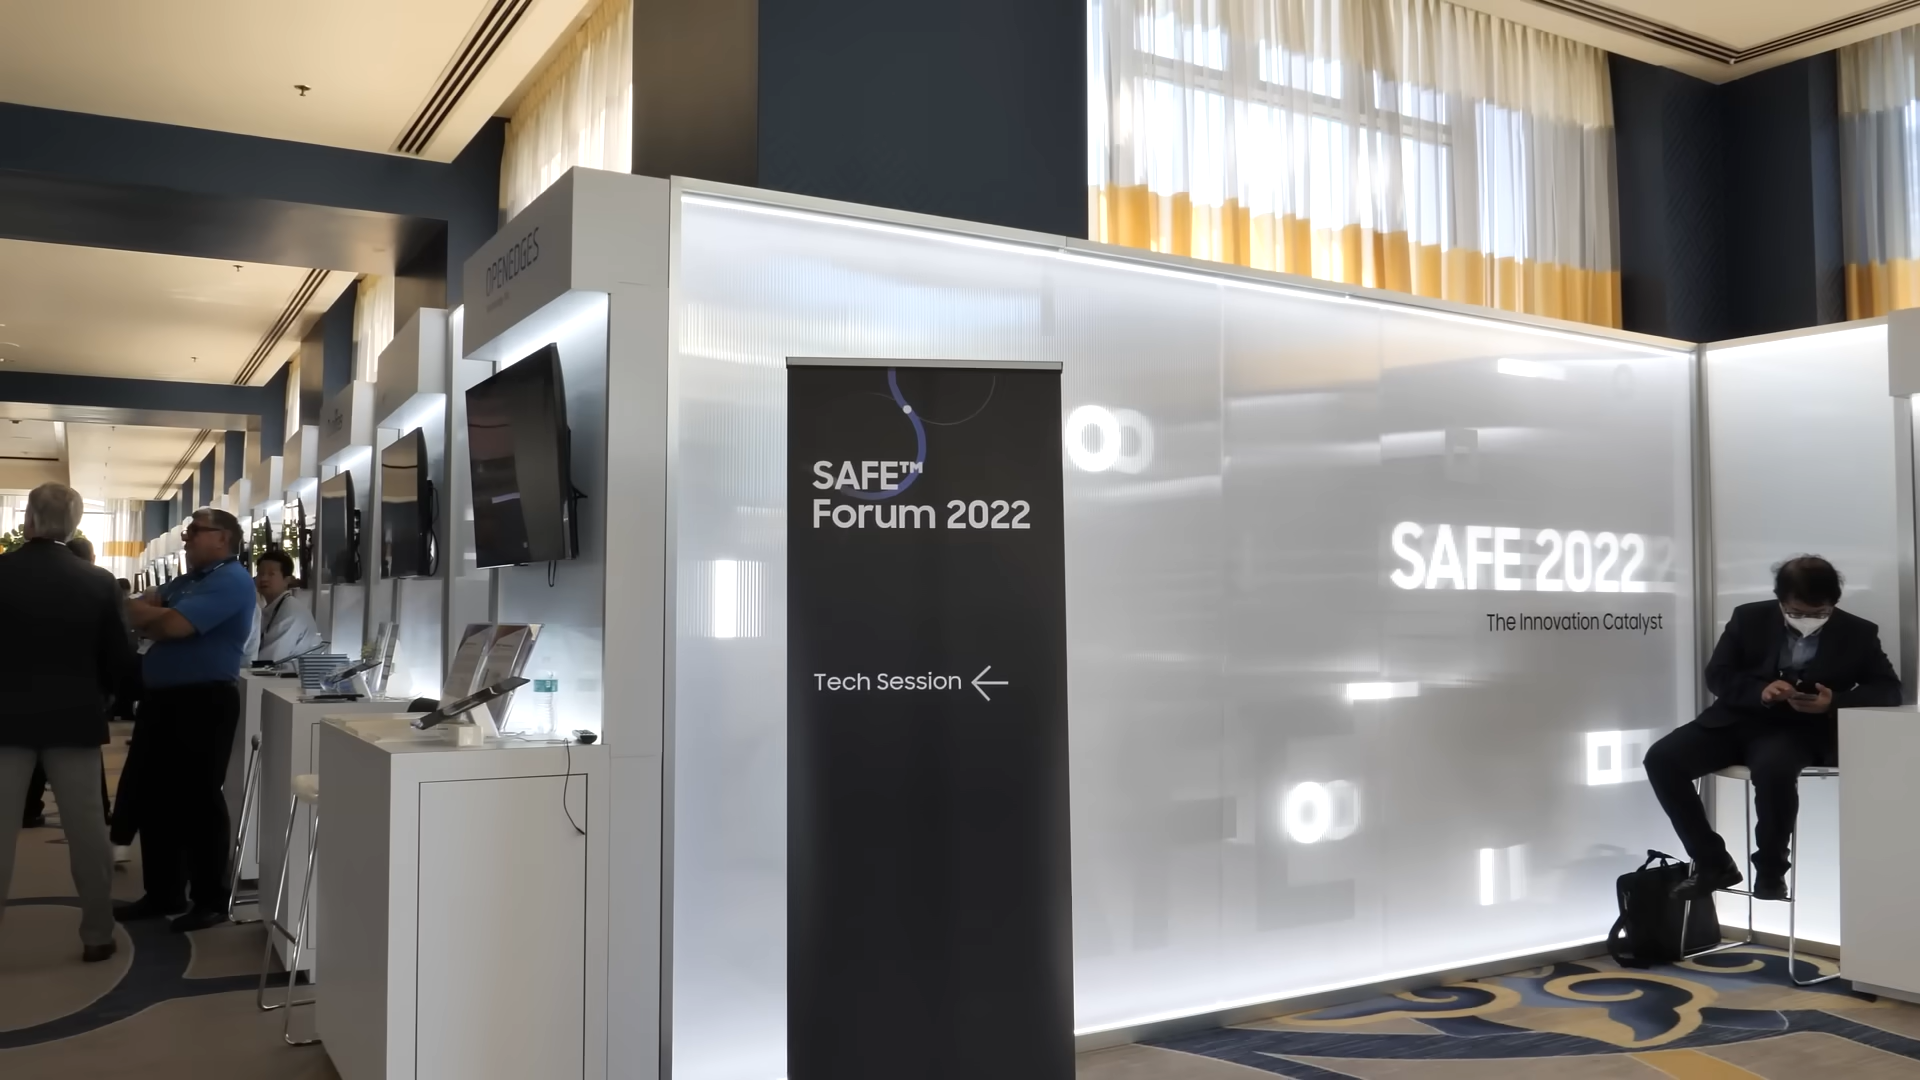 OPENEDGES
SAFE™
Forum 2022
Tech Session ←
SAFE 2022
The Innovation Catalyst